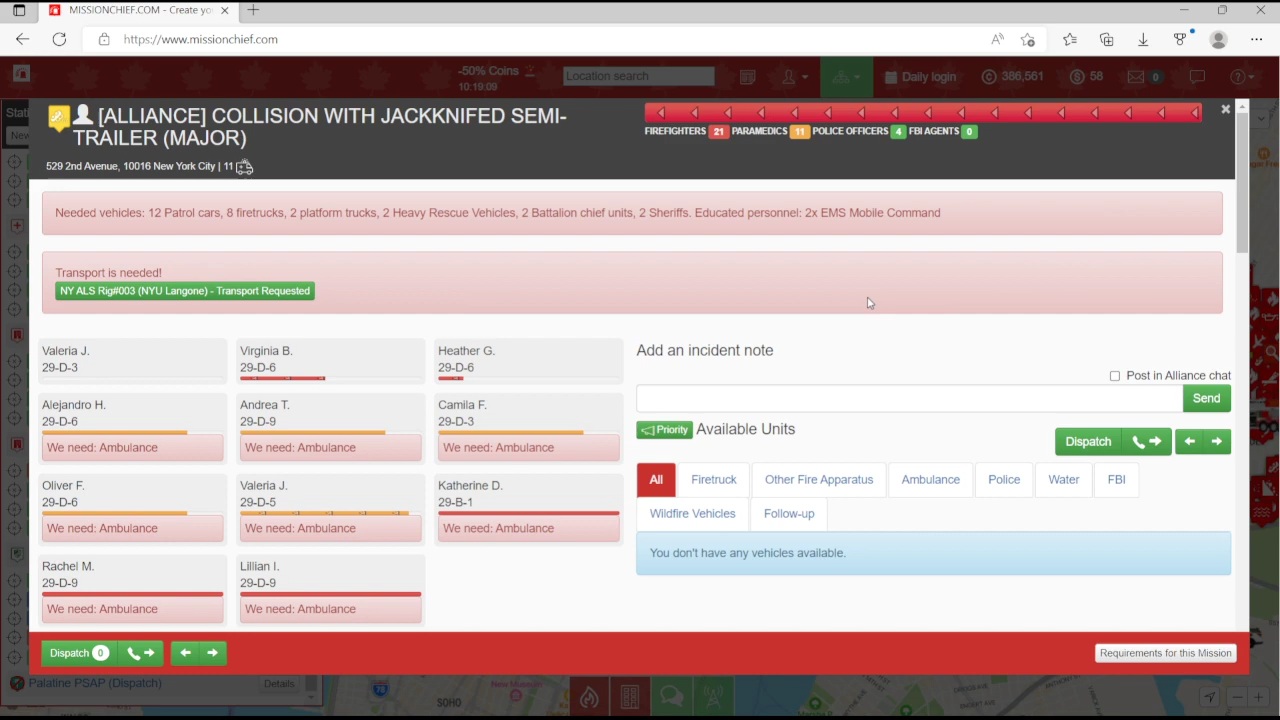 MISSIONCHIEF.COM - Create yo
https://www.missionchief.com
-50% Coins
10:19:09
Location search
Daily login
386,561
58
0
Stati
New
[ALLIANCE] COLLISION WITH JACKKNIFED SEMI-
TRAILER (MAJOR)
FIREFIGHTERS 21 PARAMEDICS 11 POLICE OFFICERS 4 FBI AGENTS 0
529 2nd Avenue, 10016 New York City | 11
Needed vehicles: 12 Patrol cars, 8 firetrucks, 2 platform trucks, 2 Heavy Rescue Vehicles, 2 Battalion chief units, 2 Sheriffs. Educated personnel: 2x EMS Mobile Command
Transport is needed!
NY ALS Rig#003 (NYU Langone) - Transport Requested
Valeria J.
29-D-3
Virginia B.
29-D-6
Heather G.
29-D-6
Alejandro H.
29-D-6
We need: Ambulance
Andrea T.
29-D-9
We need: Ambulance
Camila F.
29-D-3
We need: Ambulance
Oliver F.
29-D-6
We need: Ambulance
Valeria J.
29-D-5
We need: Ambulance
Katherine D.
29-B-1
We need: Ambulance
Rachel M.
29-D-9
We need: Ambulance
Lillian I.
29-D-9
We need: Ambulance
Add an incident note
Post in Alliance chat
Send
Priority Available Units
Dispatch
All Firetruck Other Fire Apparatus Ambulance Police Water FBI
Wildfire Vehicles Follow-up
You don't have any vehicles available.
Dispatch 0
Requirements for this Mission
Palatine PSAP (Dispatch)
Details
SOHO
New Museum
78